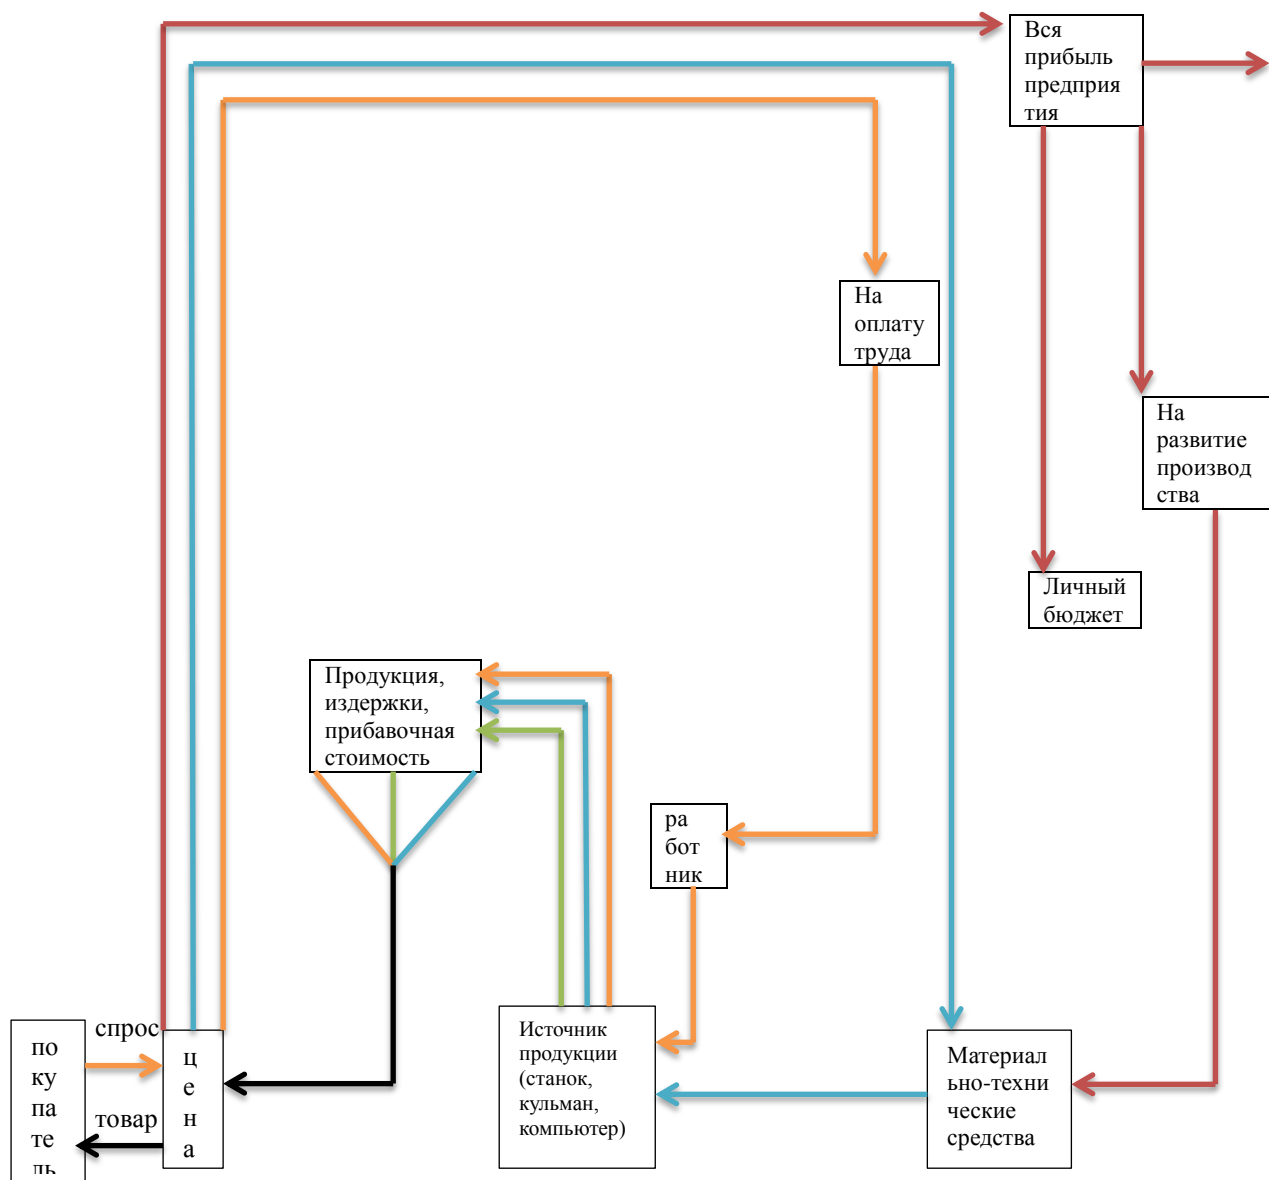 Вся
прибыль
предприя
тия
На
оплату
труда
На
развитие
производ
ства
Личный
бюджет
Продукция,
издержки,
прибавочная
стоимость
ра
бот
ник
спрос
товар
по
ку
па
те
ль
ц
е
н
а
Источник
продукции
(станок,
кульман,
компьютер)
Материал
ьно-техни
ческие
средства